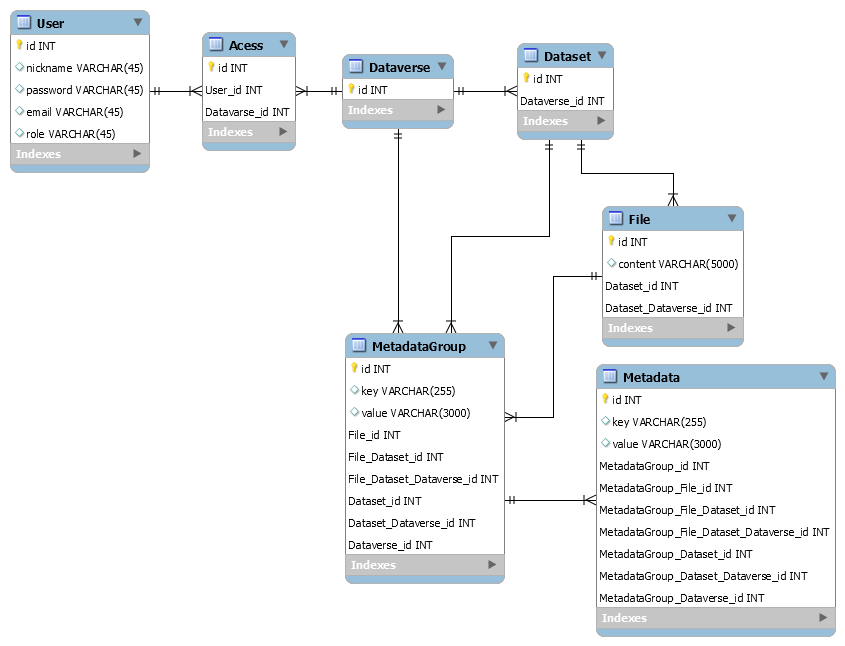 User
id INT
nickname VARCHAR(45)
password VARCHAR(45)
email VARCHAR(45)
role VARCHAR(45)
Indexes
Acess
id INT
User_id INT
Datavarse_id INT
Indexes
Dataverse
id INT
Indexes
Dataset
id INT
Dataverse_id INT
Indexes
File
id INT
content VARCHAR(5000)
Dataset_id INT
Dataset_Dataverse_id INT
Indexes
MetadataGroup
id INT
key VARCHAR(255)
value VARCHAR(3000)
File_id INT
File_Dataset_id INT
File_Dataset_Dataverse_id INT
Dataset_id INT
Dataset_Dataverse_id INT
Dataverse_id INT
Indexes
Metadata
id INT
key VARCHAR(255)
value VARCHAR(3000)
MetadataGroup_id INT
MetadataGroup_File_id INT
MetadataGroup_File_Dataset_id INT
MetadataGroup_File_Dataset_Dataverse_id INT
MetadataGroup_Dataset_id INT
MetadataGroup_Dataset_Dataverse_id INT
MetadataGroup_Dataverse_id INT
Indexes